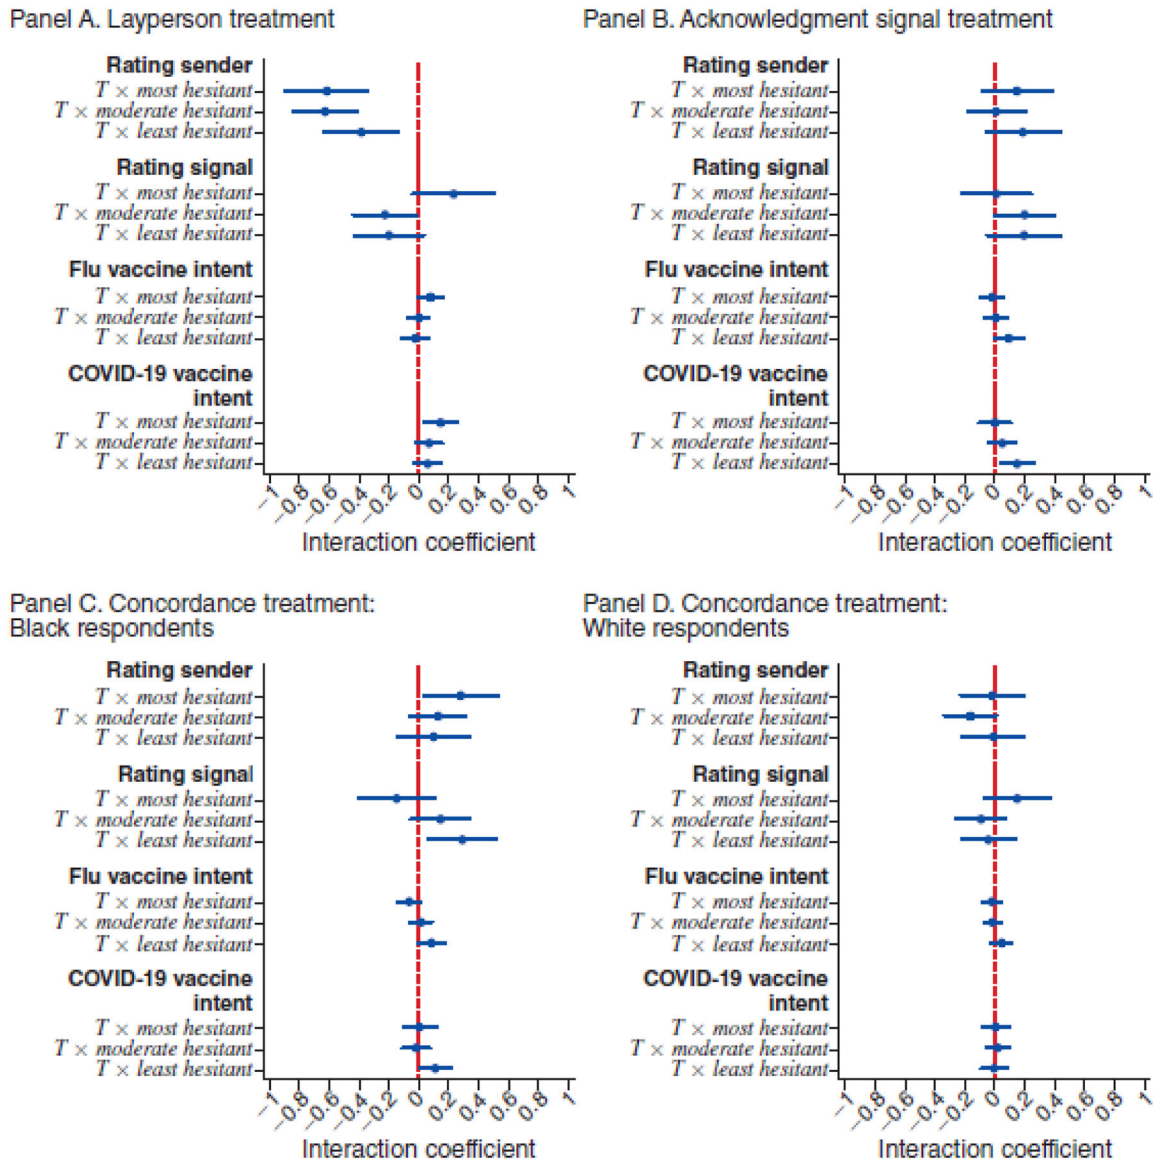 Panel A. Layperson treatment
Rating sender
T × most hesitant
T × moderate hesitant
T × least hesitant
Rating signal
T × most hesitant
T × moderate hesitant
T × least hesitant
Flu vaccine intent
T × most hesitant
T × moderate hesitant
T × least hesitant
COVID-19 vaccine
intent
T × most hesitant
T × moderate hesitant
T × least hesitant
−1 −0.8 −0.6 −0.4 −0.2 0 0.2 0.4 0.6 0.8 1
Interaction coefficient
Panel B. Acknowledgment signal treatment
Rating sender
T × most hesitant
T × moderate hesitant
T × least hesitant
Rating signal
T × most hesitant
T × moderate hesitant
T × least hesitant
Flu vaccine intent
T × most hesitant
T × moderate hesitant
T × least hesitant
COVID-19 vaccine
intent
T × most hesitant
T × moderate hesitant
T × least hesitant
−1 −0.8 −0.6 −0.4 −0.2 0 0.2 0.4 0.6 0.8 1
Interaction coefficient
Panel C. Concordance treatment:
Black respondents
Rating sender
T × most hesitant
T × moderate hesitant
T × least hesitant
Rating signal
T × most hesitant
T × moderate hesitant
T × least hesitant
Flu vaccine intent
T × most hesitant
T × moderate hesitant
T × least hesitant
COVID-19 vaccine
intent
T × most hesitant
T × moderate hesitant
T × least hesitant
−1 −0.8 −0.6 −0.4 −0.2 0 0.2 0.4 0.6 0.8 1
Interaction coefficient
Panel D. Concordance treatment:
White respondents
Rating sender
T × most hesitant
T × moderate hesitant
T × least hesitant
Rating signal
T × most hesitant
T × moderate hesitant
T × least hesitant
Flu vaccine intent
T × most hesitant
T × moderate hesitant
T × least hesitant
COVID-19 vaccine
intent
T × most hesitant
T × moderate hesitant
T × least hesitant
−1 −0.8 −0.6 −0.4 −0.2 0 0.2 0.4 0.6 0.8 1
Interaction coefficient